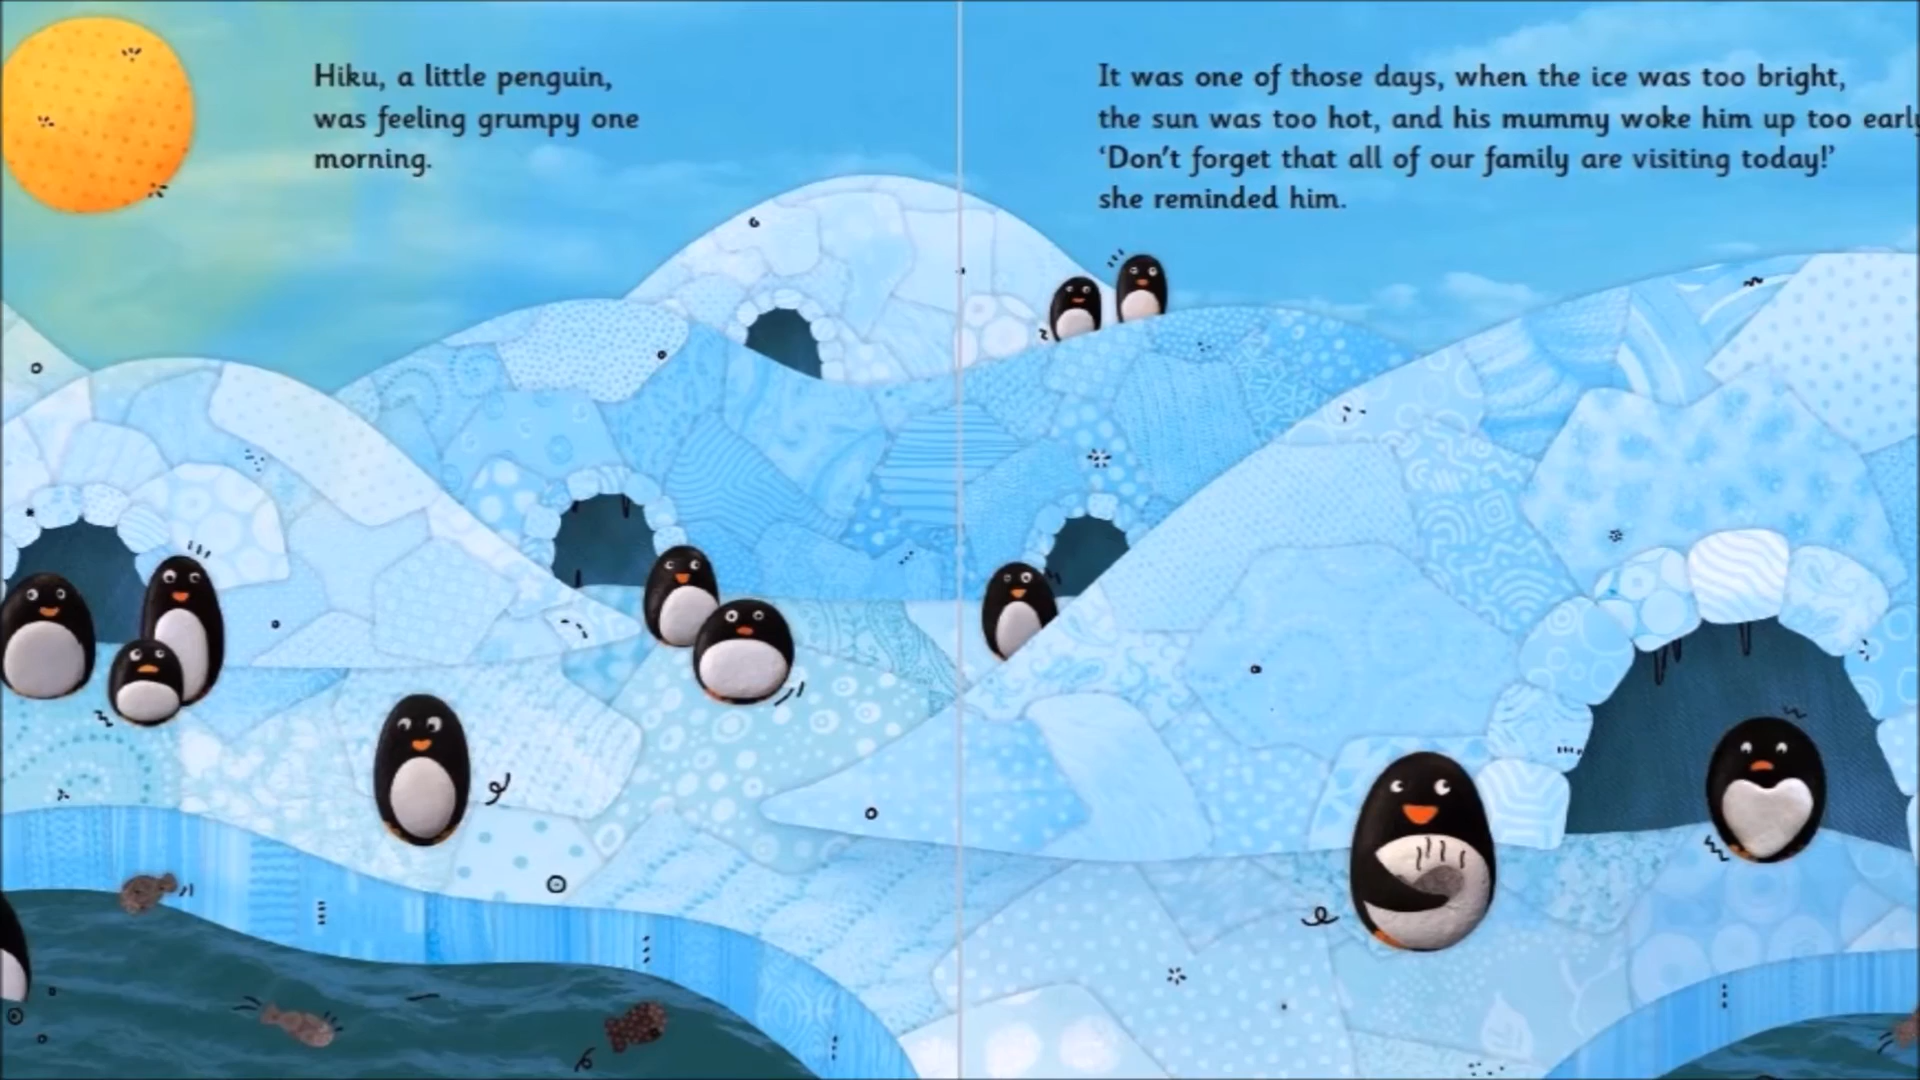 Hiku, a little penguin,
was feeling grumpy one
morning.
It was one of those days, when the ice was too bright,
the sun was too hot, and his mummy woke him up too early
‘Don’t forget that all of our family are visiting today!’
she reminded him.